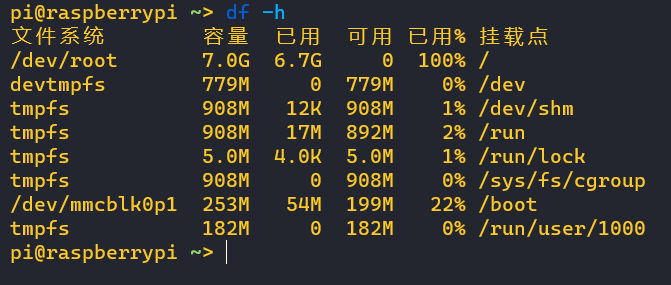 pi@raspberrypi ~> df -h
文件系统 容量 已用 可用 已用% 挂载点
/dev/root 7.0G 6.7G 0 100% /
devtmpfs 779M 0 779M 0% /dev
tmpfs 908M 12K 908M 1% /dev/shm
tmpfs 908M 17M 892M 2% /run
tmpfs 5.0M 4.0K 5.0M 1% /run/lock
tmpfs 908M 0 908M 0% /sys/fs/cgroup
/dev/mmcblk0p1 253M 54M 199M 22% /boot
tmpfs 182M 0 182M 0% /run/user/1000
pi@raspberrypi ~>